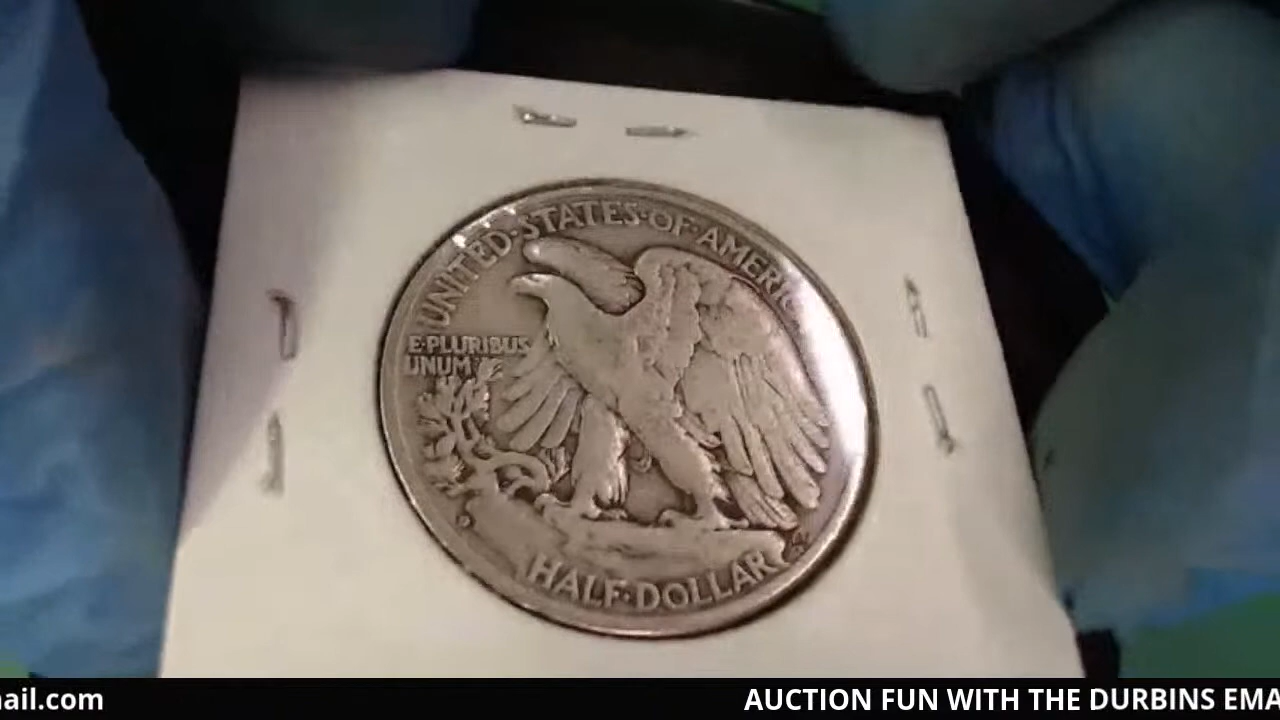 UNITED·STATES·OF·AMERICA
E·PLURIBUS
UNUM
D
HALF·DOLLAR
ail.com
AUCTION FUN WITH THE DURBINS EMA